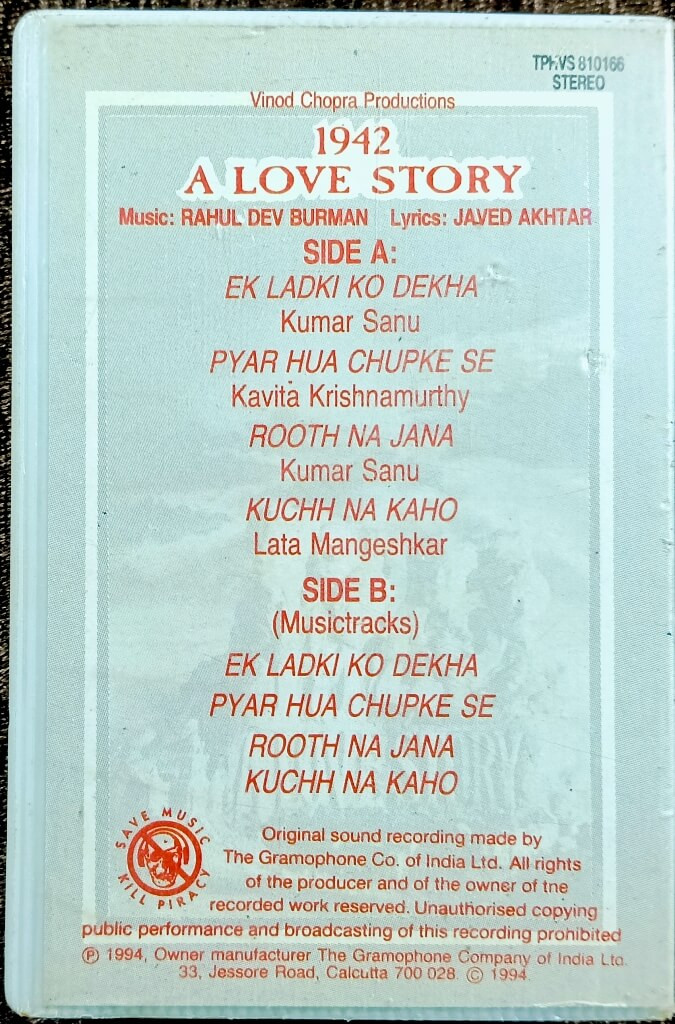 TPHVS 810166
STEREO
Vinod Chopra Productions
1942
A LOVE STORY
Music: RAHUL DEV BURMAN Lyrics: JAVED AKHTAR
SIDE A:
EK LADKI KO DEKHA
Kumar Sanu
PYAR HUA CHUPKE SE
Kavita Krishnamurthy
ROOTH NA JANA
Kumar Sanu
KUCHH NA KAHO
Lata Mangeshkar
SIDE B:
(Musictracks)
EK LADKI KO DEKHA
PYAR HUA CHUPKE SE
ROOTH NA JANA
KUCHH NA KAHO
SAVE MUSIC
KILL PIRACY
Original sound recording made by
The Gramophone Co. of India Ltd. All rights
of the producer and of the owner of the
recorded work reserved. Unauthorised copying
public performance and broadcasting of this recording prohibited
℗ 1994, Owner manufacturer The Gramophone Company of India Ltd.
33, Jessore Road, Calcutta 700 028. © 1994.